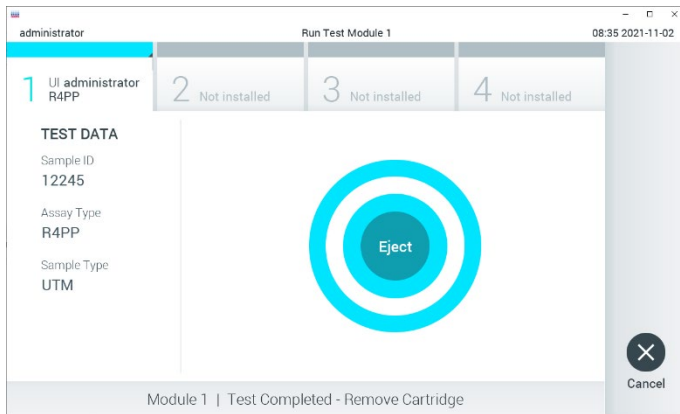 administrator Run Test Module 1 08:35 2021-11-02
1 UI administrator
R4PP
2 Not installed
3 Not installed
4 Not installed
TEST DATA
Sample ID
12245
Assay Type
R4PP
Sample Type
UTM
Eject
Cancel
Module 1 | Test Completed - Remove Cartridge